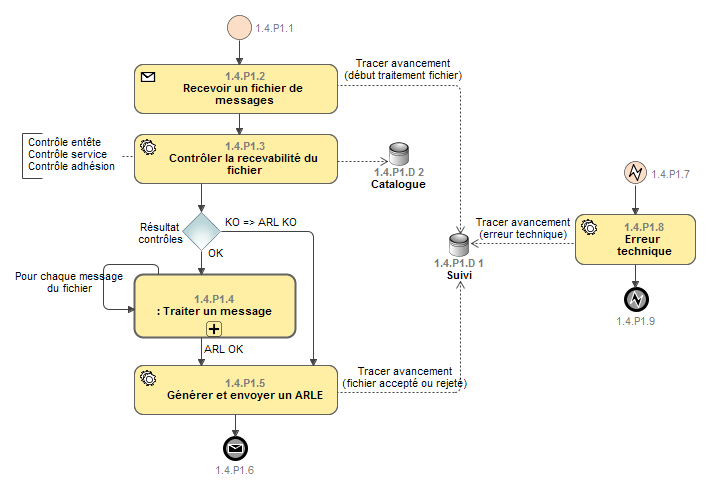 1.4.P1.1
1.4.P1.2
Recevoir un fichier de
messages
Tracer avancement
(début traitement fichier)
Contrôle entête
Contrôle service
Contrôle adhésion
1.4.P1.3
Contrôler la recevabilité du
fichier
1.4.P1.D 2
Catalogue
1.4.P1.7
Résultat
contrôles
KO => ARL KO
OK
Tracer avancement
(erreur technique)
1.4.P1.8
Erreur
technique
1.4.P1.D 1
Suivi
Pour chaque message
du fichier
1.4.P1.4
: Traiter un message
1.4.P1.9
ARL OK
1.4.P1.5
Générer et envoyer un ARLE
Tracer avancement
(fichier accepté ou rejeté)
1.4.P1.6